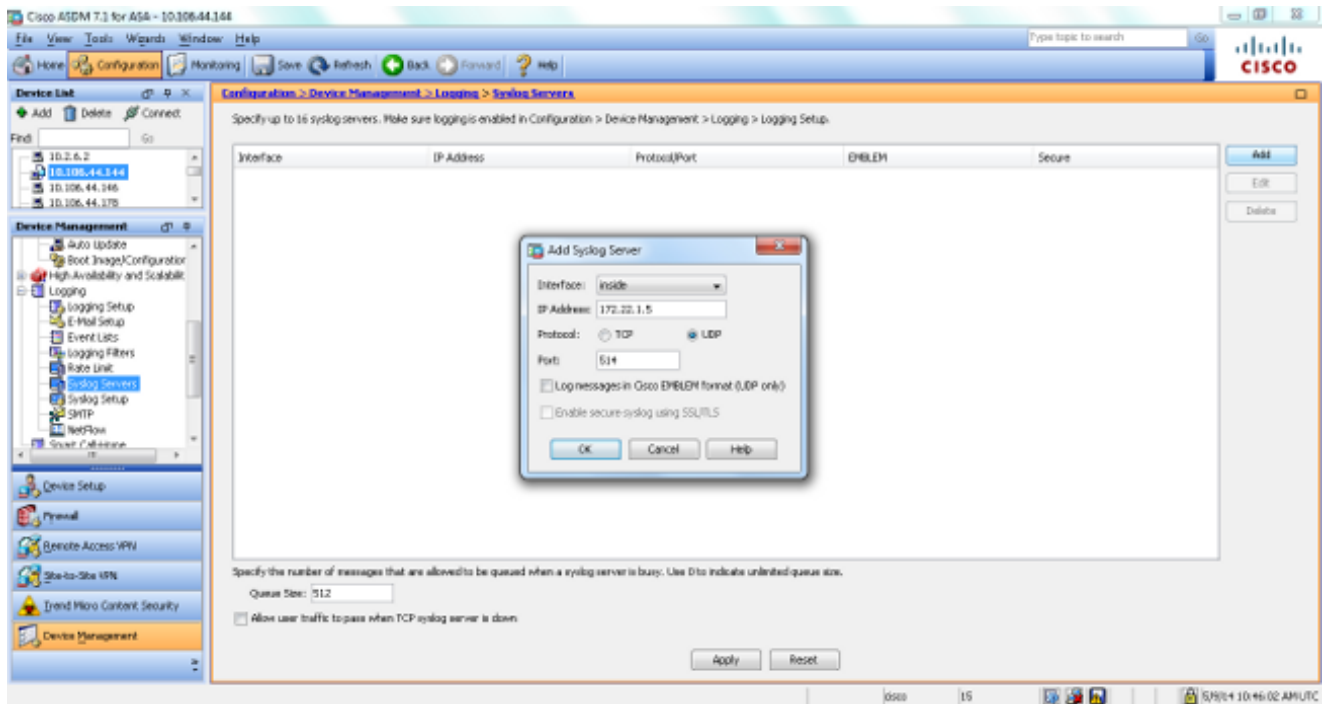 Cisco ASDM 7.1 for ASA - 10.106.44.144
File View Tools Wizards Window Help
Type topic to search Go
Home Configuration Monitoring Save Refresh Back Forward Help
CISCO
Device List
Add Delete Connect
Find: Go
10.2.6.2
10.106.44.144
10.106.44.146
10.106.44.178
Device Management
Auto Update
Boot Image/Configuration
High Availability and Scalabilit
Logging
Logging Setup
E-Mail Setup
Event Lists
Logging Filters
Rate Limit
Syslog Servers
Syslog Setup
SMTP
NetFlow
Smart Call-Home
Device Setup
Firewall
Remote Access VPN
Site-to-Site VPN
Trend Micro Content Security
Device Management
Configuration > Device Management > Logging > Syslog Servers
Specify up to 16 syslog servers. Make sure logging is enabled in Configuration > Device Management > Logging > Logging Setup.
Interface IP Address Protocol/Port EMBLEM Secure
Add
Edit
Delete
Add Syslog Server
Interface: inside
IP Address: 172.22.1.5
Protocol: TCP UDP
Port: 514
Log messages in Cisco EMBLEM format (UDP only)
Enable secure syslog using SSL/TLS
OK Cancel Help
Specify the number of messages that are allowed to be queued when a syslog server is busy. Use 0 to indicate unlimited queue size.
Queue Size: 512
Allow user traffic to pass when TCP syslog server is down
Apply Reset
cisco 15 5/9/14 10:46:02 AM UTC